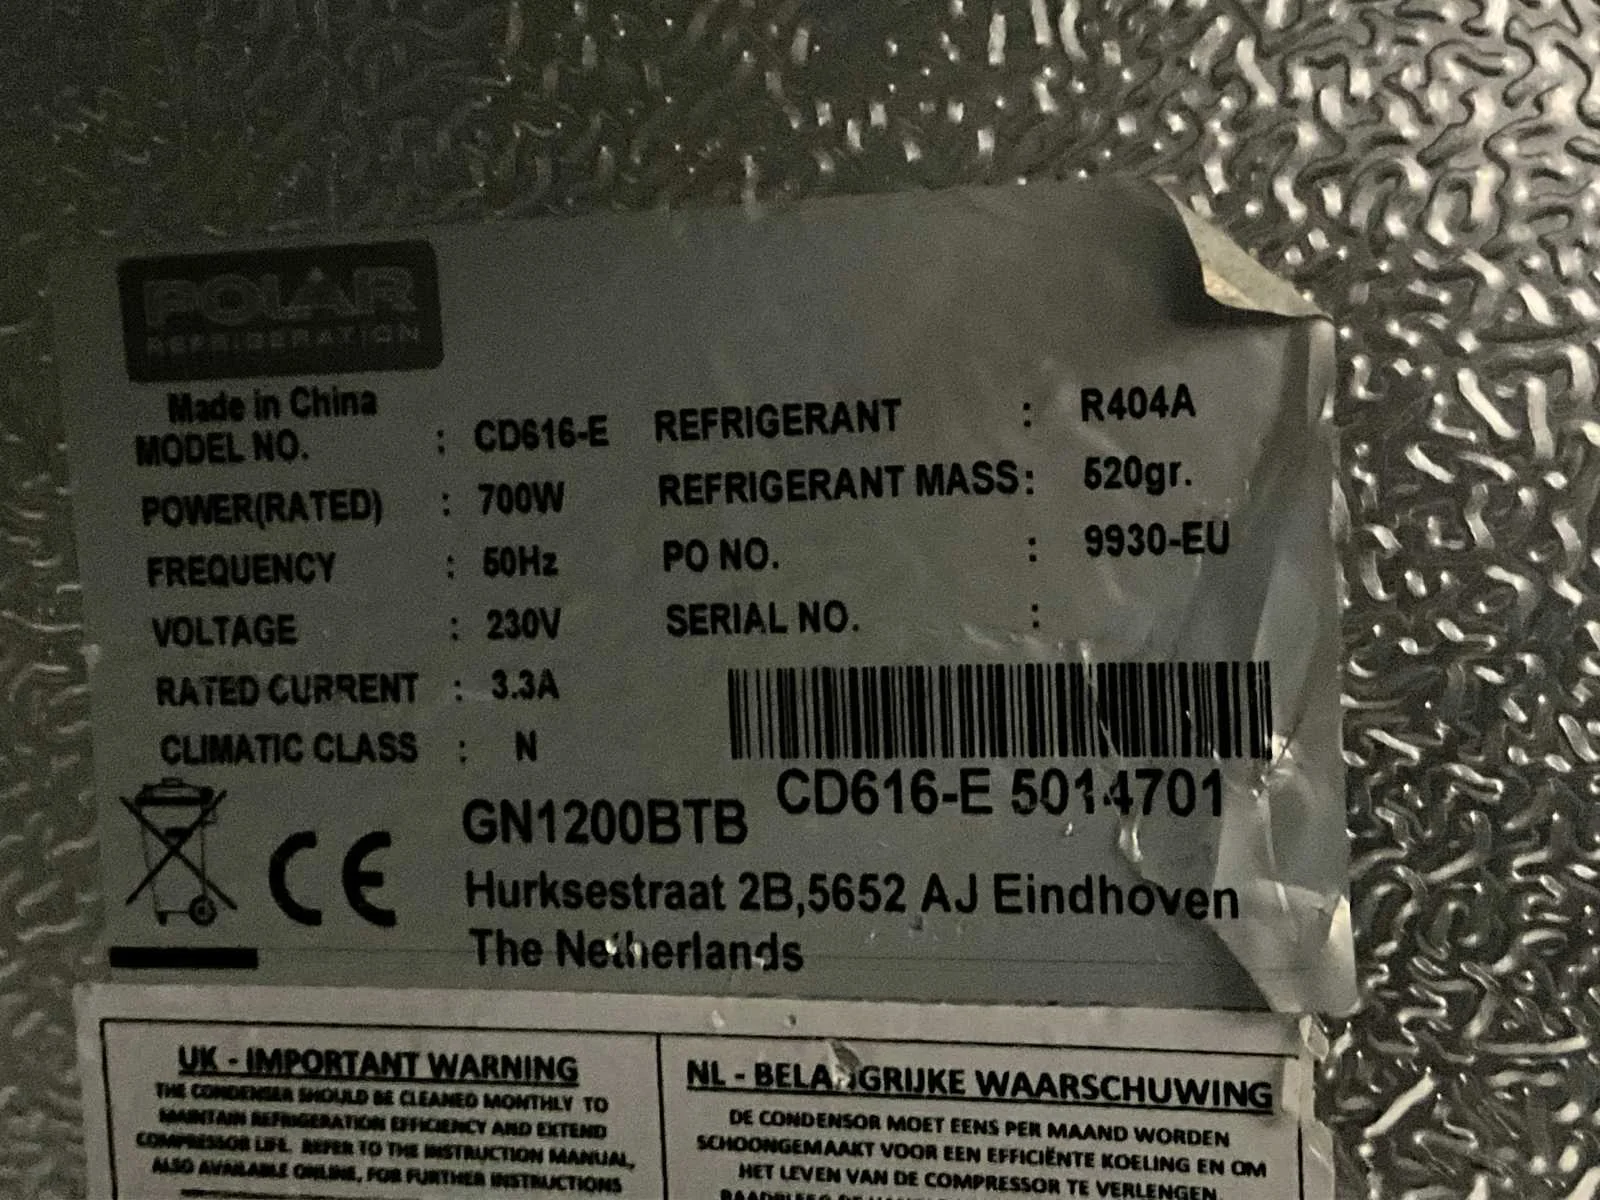 POLAR
REFRIGERATION
Made in China
MODEL NO. : CD616-E
POWER(RATED) : 700W
FREQUENCY : 50Hz
VOLTAGE : 230V
RATED CURRENT : 3.3A
CLIMATIC CLASS : N
REFRIGERANT : R404A
REFRIGERANT MASS: 520gr.
PO NO. : 9930-EU
SERIAL NO. :
CD616-E 5014701
CE
GN1200BTB
Hurksestraat 2B,5652 AJ Eindhoven
The Netherlands
UK - IMPORTANT WARNING
THE CONDENSER SHOULD BE CLEANED MONTHLY TO
MAINTAIN REFRIGERATION EFFICIENCY AND EXTEND
COMPRESSOR LIFE. REFER TO THE INSTRUCTION MANUAL,
ALSO AVAILABLE ONLINE, FOR FURTHER INSTRUCTIONS
NL - BELANGRIJKE WAARSCHUWING
DE CONDENSOR MOET EENS PER MAAND WORDEN
SCHOONGEMAAKT VOOR EEN EFFICIËNTE KOELING EN OM
HET LEVEN VAN DE COMPRESSOR TE VERLENGEN.